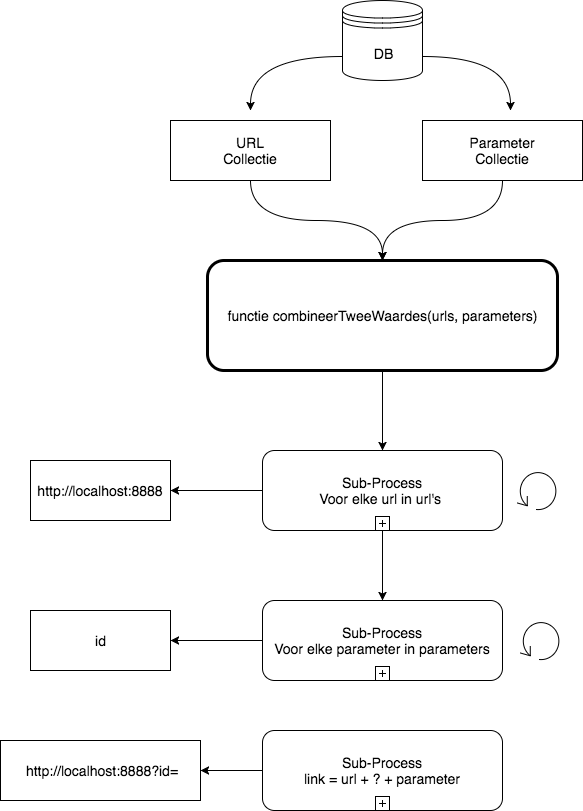 DB
URL
Collectie
Parameter
Collectie
functie combineerTweeWaardes(urls, parameters)
Sub-Process
Voor elke url in url's
http://localhost:8888
Sub-Process
Voor elke parameter in parameters
id
Sub-Process
link = url + ? + parameter
http://localhost:8888?id=